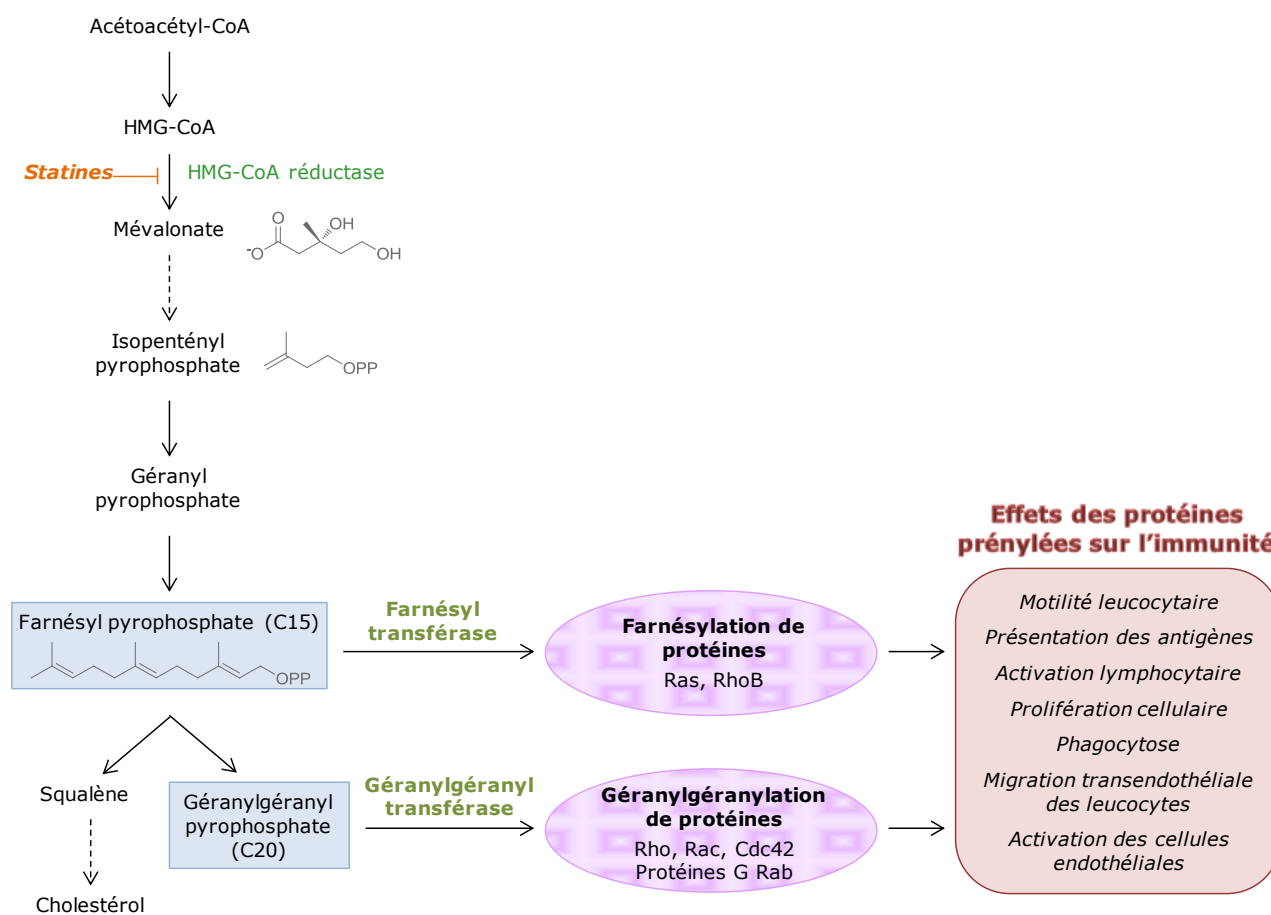 Acétoacétyl-CoA
HMG-CoA
Statines
HMG-CoA réductase
Mévalonate
O
OH
-O
OH
Isopentényl
pyrophosphate
OPP
Géranyl
pyrophosphate
Farnésyl pyrophosphate (C15)
OPP
Farnésyl
transférase
Farnésylation de
protéines
Ras, RhoB
Squalène
Géranylgéranyl
pyrophosphate
(C20)
Géranylgéranyl
transférase
Géranylgéranylation
de protéines
Rho, Rac, Cdc42
Protéines G Rab
Cholestérol
Effets des protéines
prénylées sur l'immunité
Motilité leucocytaire
Présentation des antigènes
Activation lymphocytaire
Prolifération cellulaire
Phagocytose
Migration transendothéliale
des leucocytes
Activation des cellules
endothéliales